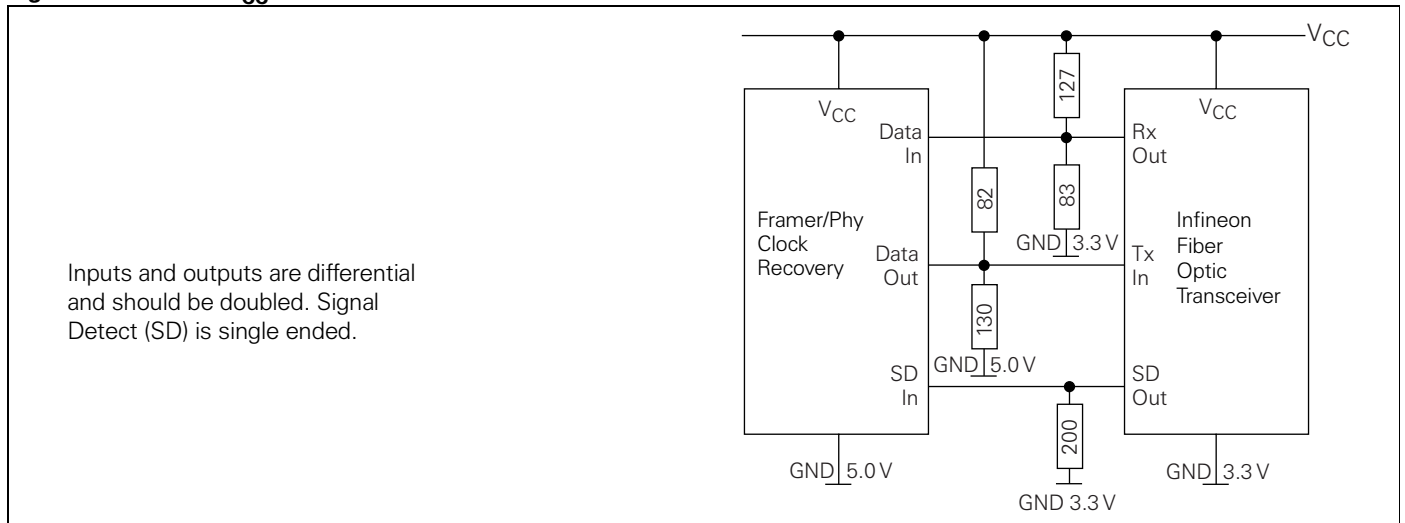 Inputs and outputs are differential
and should be doubled. Signal
Detect (SD) is single ended.
VCC
VCC
VCC
127
Data
In
Rx
Out
82
83
Framer/Phy
Clock
Recovery
Infineon
Fiber
Optic
Transceiver
GND 3.3 V
Data
Out
Tx
In
130
GND 5.0 V
SD
In
SD
Out
200
GND 5.0 V
GND 3.3 V
GND 3.3 V